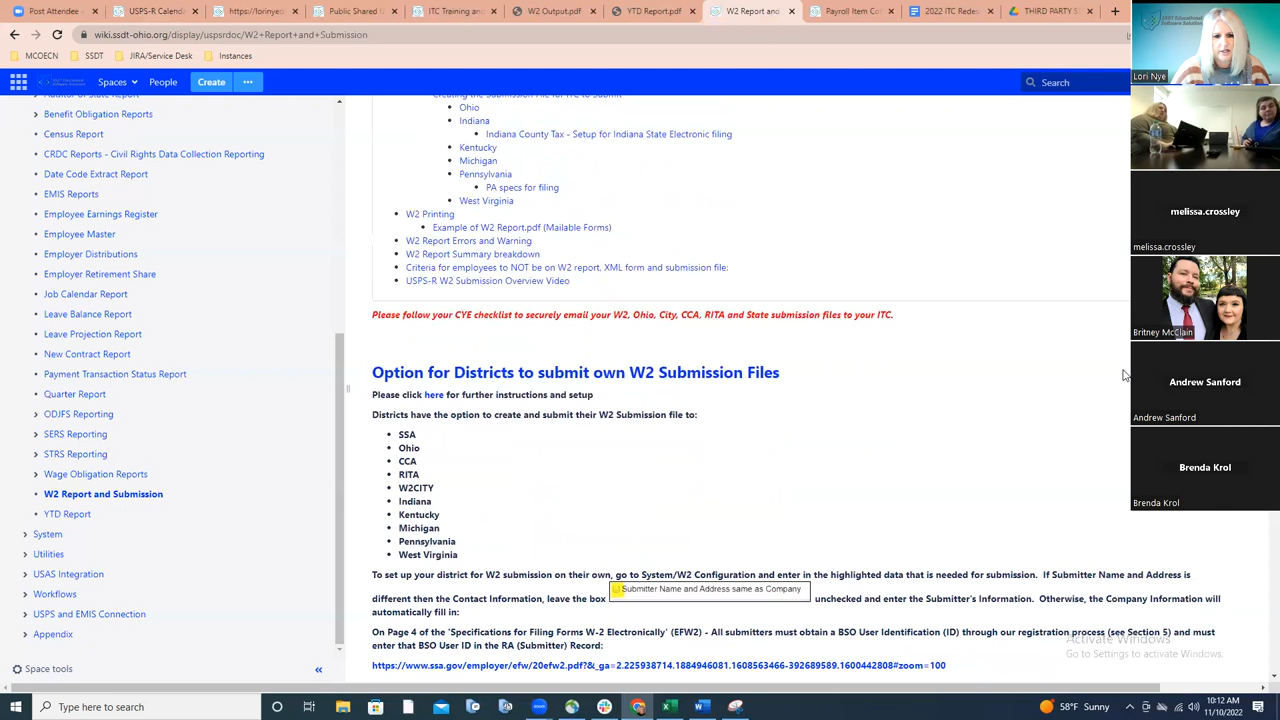 Calendar Y
Public Shared U
ITC 2022 CYE
W2 Output.pdf
YTD Report.pdf
W2 Report and
Payroll Item Co
2022 ITC Redes
THIRD PARTY S
wiki.ssdt-ohio.org/display/uspsrdoc/W2+Report+and+Submission
MCOECN
SSDT
JIRA/Service Desk
Instances
Spaces
People
Create
Search
Lori Nye
Auditor of State Report
Benefit Obligation Reports
Census Report
CRDC Reports - Civil Rights Data Collection Reporting
Date Code Extract Report
EMIS Reports
Employee Earnings Register
Employee Master
Employer Distributions
Employer Retirement Share
Job Calendar Report
Leave Balance Report
Leave Projection Report
New Contract Report
Payment Transaction Status Report
Quarter Report
ODJFS Reporting
SERS Reporting
STRS Reporting
Wage Obligation Reports
W2 Report and Submission
YTD Report
System
Utilities
USAS Integration
Workflows
USPS and EMIS Connection
Appendix
Space tools
Creating the Submission File for ITC to Submit
Ohio
Indiana
Indiana County Tax - Setup for Indiana State Electronic filing
Kentucky
Michigan
Pennsylvania
PA specs for filing
West Virginia
W2 Printing
Example of W2 Report.pdf (Mailable Forms)
W2 Report Errors and Warning
W2 Report Summary breakdown
Criteria for employees to NOT be on W2 report, XML form and submission file:
USPS-R W2 Submission Overview Video
Please follow your CYE checklist to securely email your W2, Ohio, City, CCA, RITA and State submission files to your ITC.
Option for Districts to submit own W2 Submission Files
Please click here for further instructions and setup
Districts have the option to create and submit their W2 Submission file to:
SSA
Ohio
CCA
RITA
W2CITY
Indiana
Kentucky
Michigan
Pennsylvania
West Virginia
To set up your district for W2 submission on their own, go to System/W2 Configuration and enter in the highlighted data that is needed for submission. If Submitter Name and Address is
different then the Contact Information, leave the box Submitter Name and Address same as Company unchecked and enter the Submitter's Information. Otherwise, the Company Information will
automatically fill in:
On Page 4 of the 'Specifications for Filing Forms W-2 Electronically' (EFW2) - All submitters must obtain a BSO User Identification (ID) through our registration process (see Section 5) and must
enter that BSO User ID in the RA (Submitter) Record:
https://www.ssa.gov/employer/efw/20efw2.pdf?&_ga=2.225938714.1884946081.1608563466-392689589.1600442808#zoom=100
melissa.crossley
melissa.crossley
Britney McClain
Andrew Sanford
Andrew Sanford
Brenda Krol
Brenda Krol
Activate Windows
Go to Settings to activate Windows.
Type here to search
58°F Sunny
10:12 AM
11/10/2022